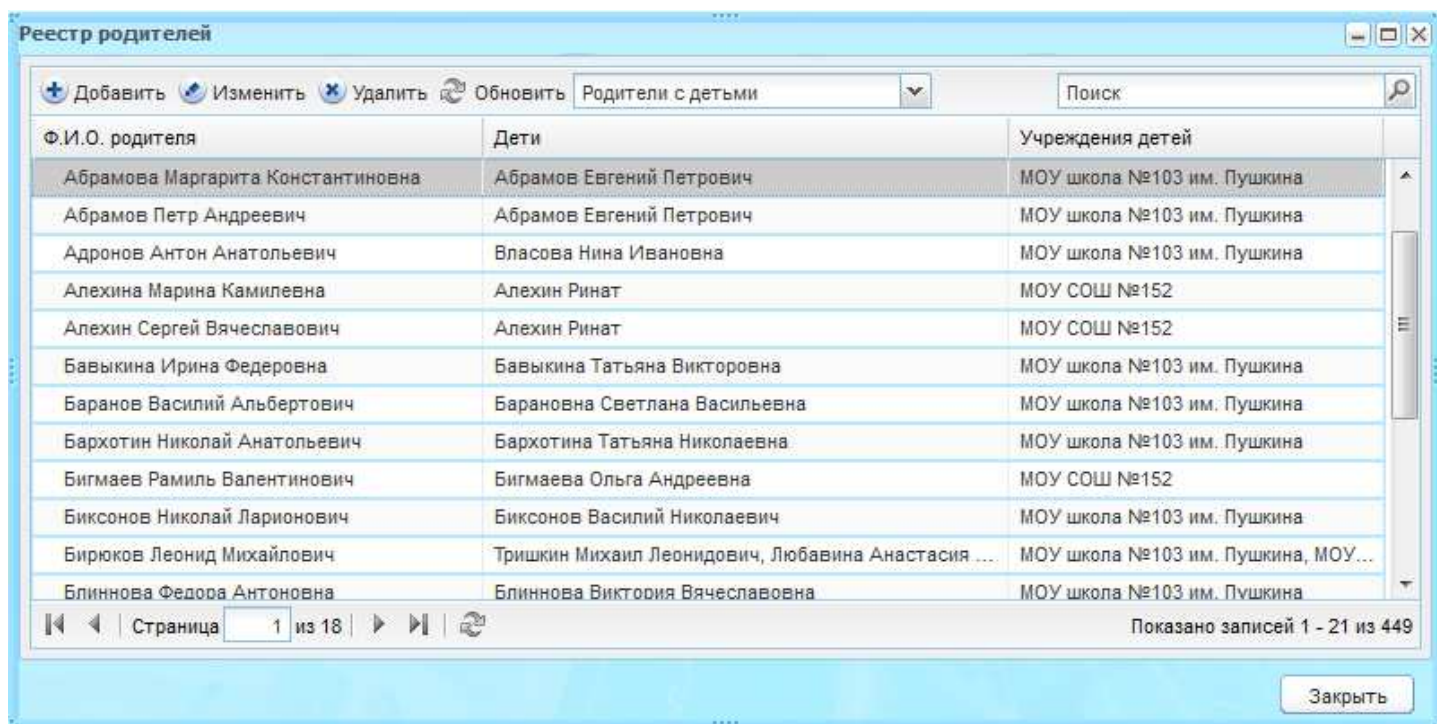 Реестр родителей
Добавить Изменить Удалить Обновить Родители с детьми Поиск
Ф.И.О. родителя Дети Учреждения детей
Абрамова Маргарита Константиновна Абрамов Евгений Петрович МОУ школа №103 им. Пушкина
Абрамов Петр Андреевич Абрамов Евгений Петрович МОУ школа №103 им. Пушкина
Адронов Антон Анатольевич Власова Нина Ивановна МОУ школа №103 им. Пушкина
Алехина Марина Камилевна Алехин Ринат МОУ СОШ №152
Алехин Сергей Вячеславович Алехин Ринат МОУ СОШ №152
Бавыкина Ирина Федеровна Бавыкина Татьяна Викторовна МОУ школа №103 им. Пушкина
Баранов Василий Альбертович Барановна Светлана Васильевна МОУ школа №103 им. Пушкина
Бархотин Николай Анатольевич Бархотина Татьяна Николаевна МОУ школа №103 им. Пушкина
Бигмаев Рамиль Валентинович Бигмаева Ольга Андреевна МОУ СОШ №152
Биксонов Николай Ларионович Биксонов Василий Николаевич МОУ школа №103 им. Пушкина
Бирюков Леонид Михайлович Тришкин Михаил Леонидович, Любавина Анастасия ... МОУ школа №103 им. Пушкина, МОУ...
Блиннова Федора Антоновна Блиннова Виктория Вячеславовна МОУ школа №103 им. Пушкина
Страница 1 из 18 Показано записей 1 - 21 из 449
Закрыть